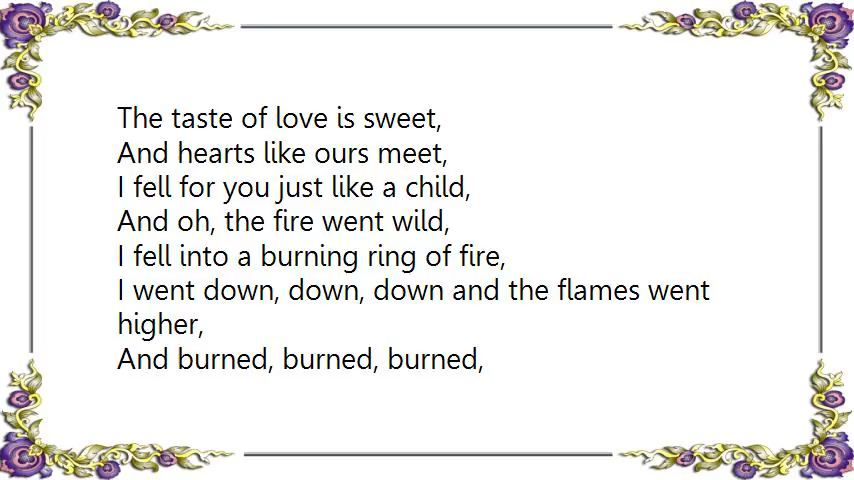 The taste of love is sweet,
And hearts like ours meet,
I fell for you just like a child,
And oh, the fire went wild,
I fell into a burning ring of fire,
I went down, down, down and the flames went
higher,
And burned, burned, burned,